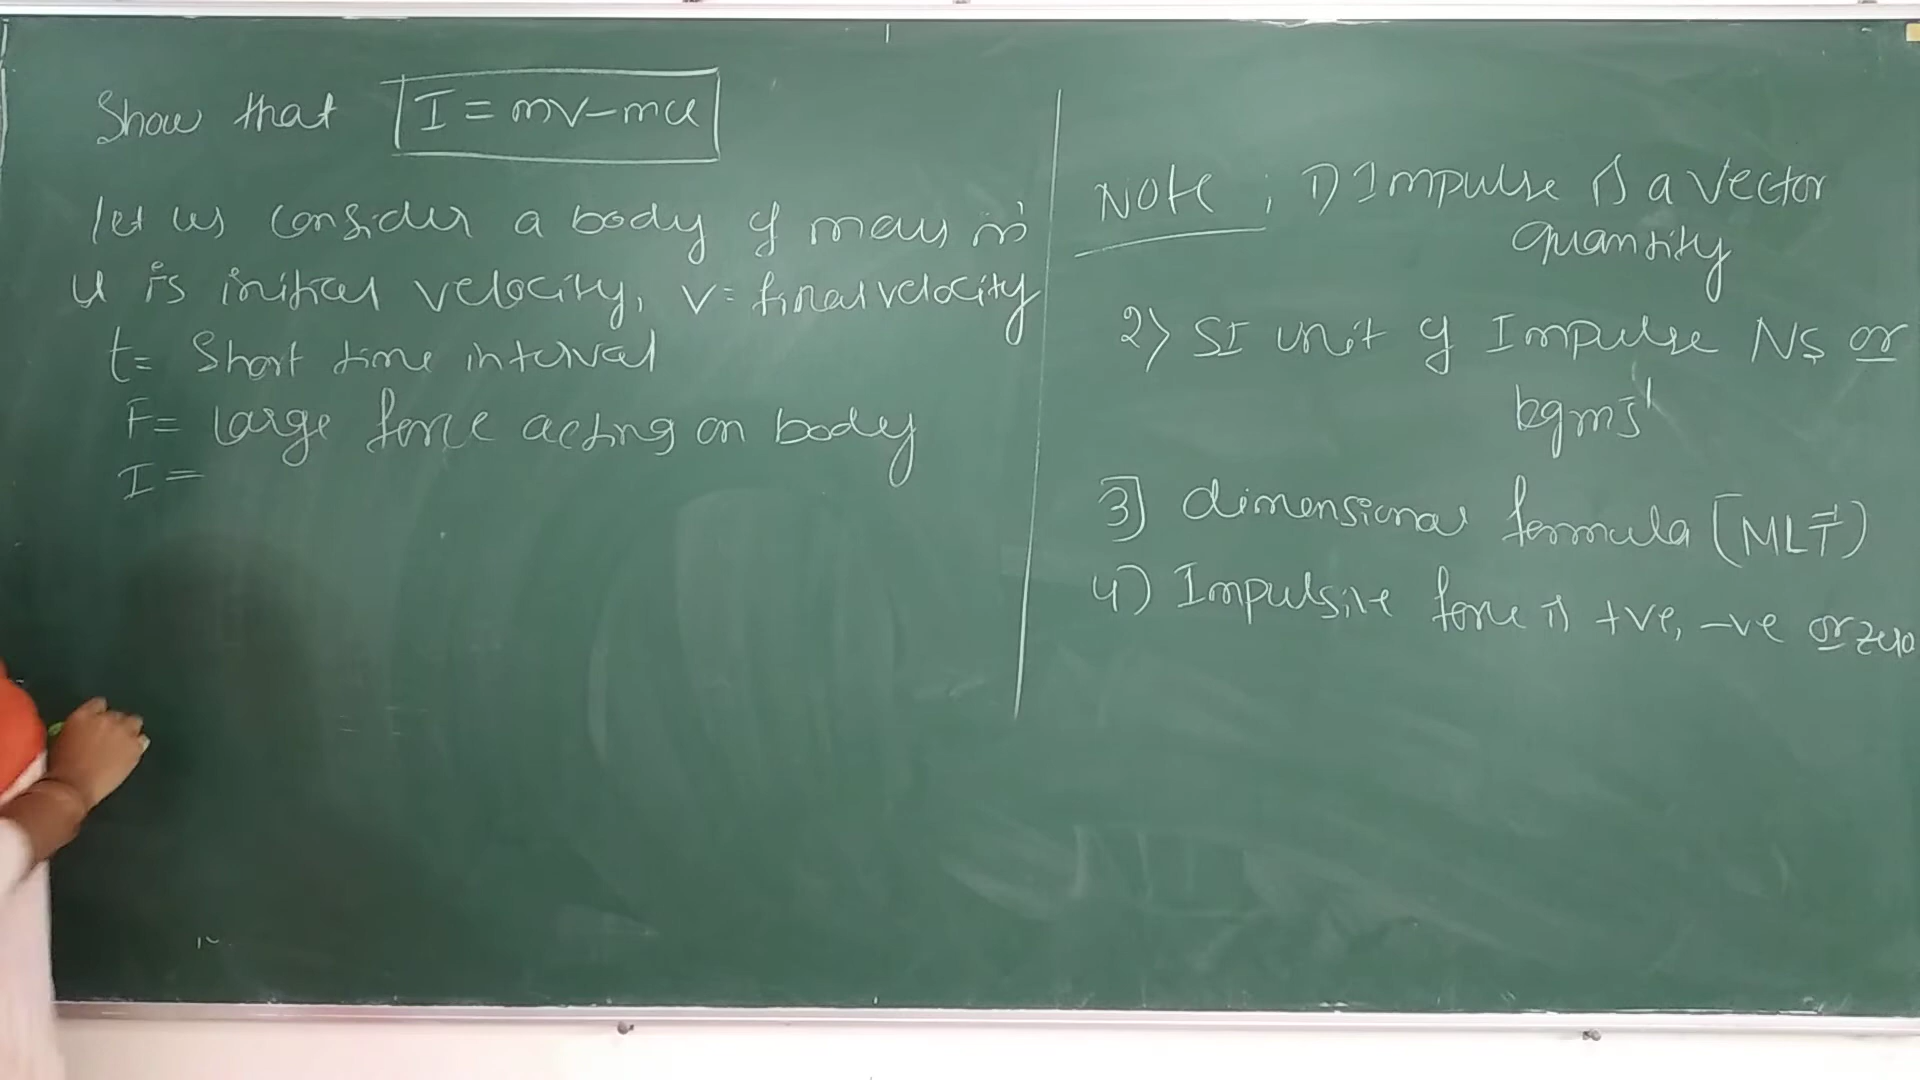 Show that I = mv-mu
let us consider a body of mass 'm'
u is initial velocity, v = final velocity
t = Short time interval
F = Large force acting on body
I =
Note : 1) Impulse is a vector
quantity
2) SI unit of Impulse NS or
kgms⁻¹
3] dimensional formula [MLT⁻¹)
4) Impulsive force is +ve, -ve or zero